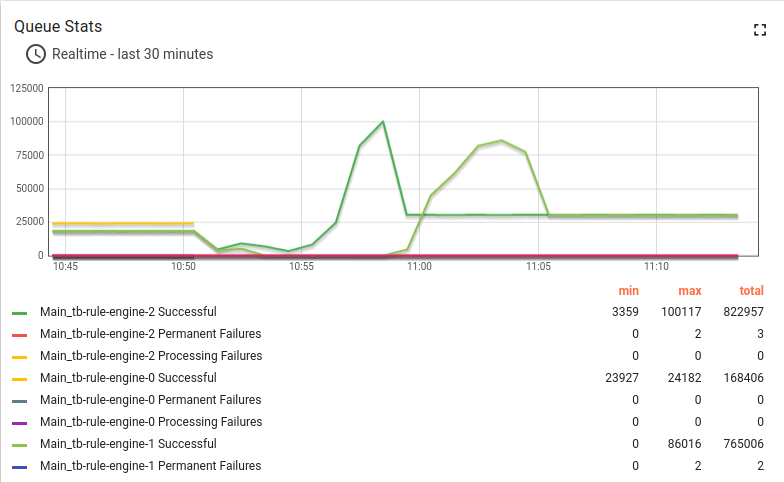 Queue Stats
Realtime - last 30 minutes
125000
100000
75000
50000
25000
0
10:45 10:50 10:55 11:00 11:05 11:10
min max total
Main_tb-rule-engine-2 Successful 3359 100117 822957
Main_tb-rule-engine-2 Permanent Failures 0 2 3
Main_tb-rule-engine-2 Processing Failures 0 0 0
Main_tb-rule-engine-0 Successful 23927 24182 168406
Main_tb-rule-engine-0 Permanent Failures 0 0 0
Main_tb-rule-engine-0 Processing Failures 0 0 0
Main_tb-rule-engine-1 Successful 0 86016 765006
Main_tb-rule-engine-1 Permanent Failures 0 2 2